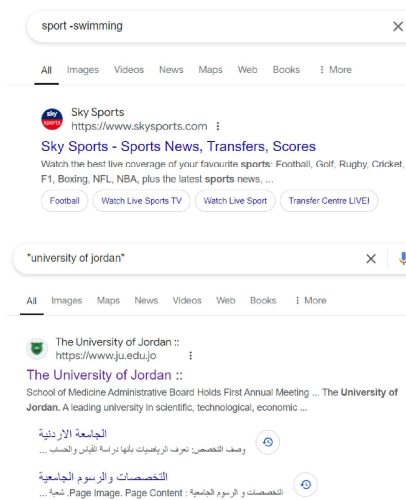 sport -swimming
All Images Videos News Maps Web Books More
sky sports
Sky Sports
https://www.skysports.com
Sky Sports - Sports News, Transfers, Scores
Watch the best live coverage of your favourite sports: Football, Golf, Rugby, Cricket,
F1, Boxing, NFL, NBA, plus the latest sports news, ...
Football Watch Live Sports TV Watch Live Sport Transfer Centre LIVE!
"university of jordan"
All Images Maps News Videos Web Books More
The University of Jordan ::
https://www.ju.edu.jo
The University of Jordan ::
School of Medicine Administrative Board Holds First Annual Meeting ... The University of
Jordan. A leading university in scientific, technological, economic ...
الجامعة الاردنية
وصف التخصص: تعرف الرياضيات بأنها دراسة القياس والحساب ...
التخصصات والرسوم الجامعية
التخصصات و الرسوم الجامعية : Page Image. Page Content. شعبة ...